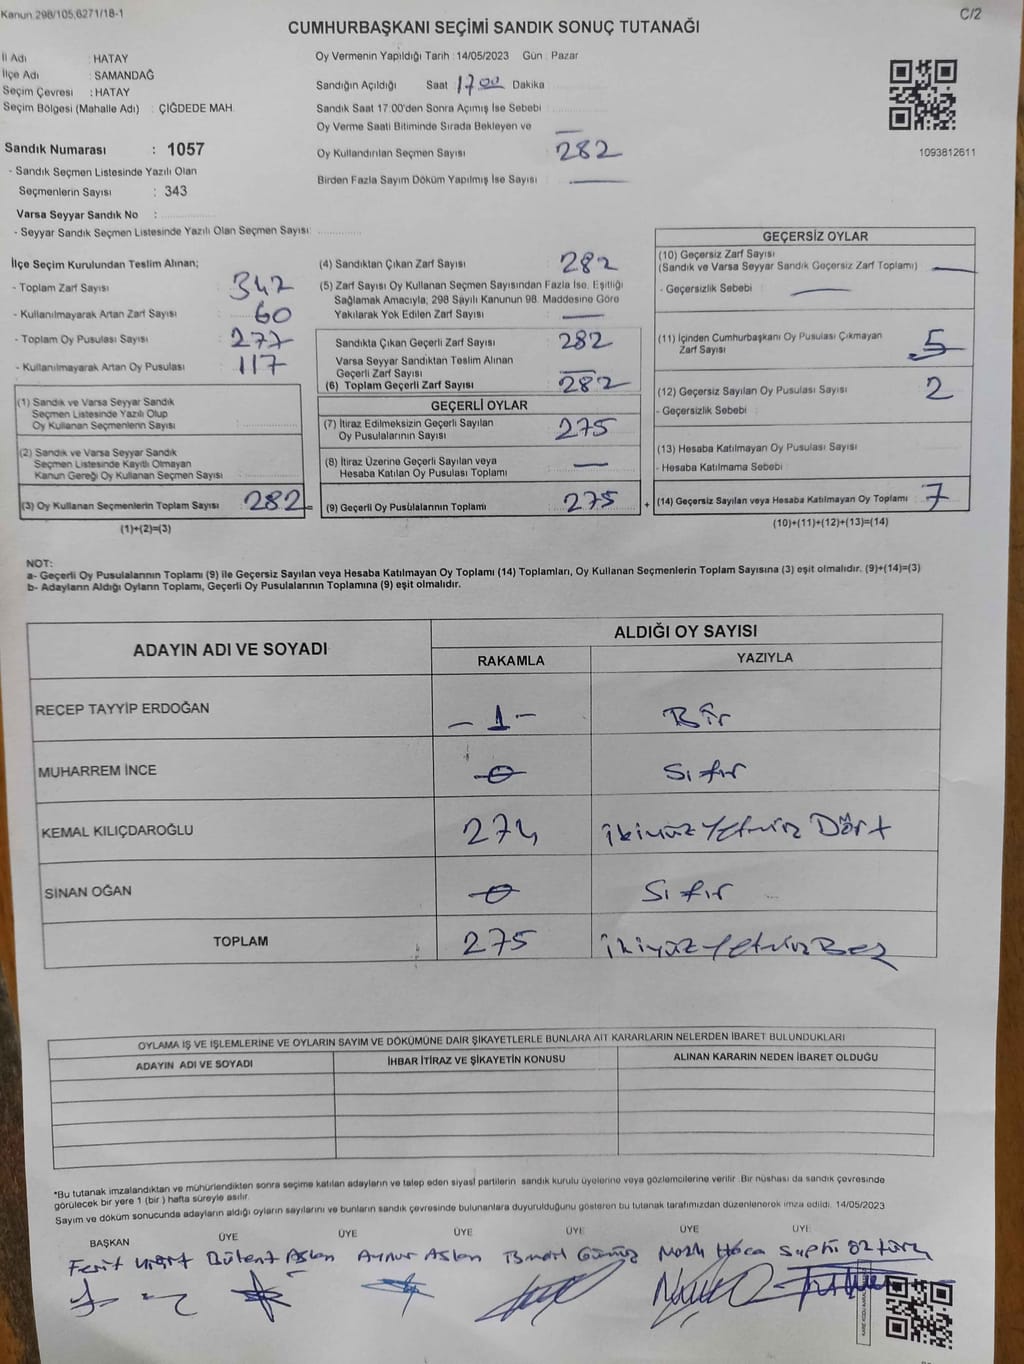 Kanun 298/105,6271/18-1
C/2
CUMHURBAŞKANI SEÇİMİ SANDIK SONUÇ TUTANAĞI
İl Adı : HATAY
İlçe Adı : SAMANDAĞ
Seçim Çevresi : HATAY
Seçim Bölgesi (Mahalle Adı) : ÇİĞDEDE MAH.
Sandık Numarası : 1057
- Sandık Seçmen Listesinde Yazılı Olan
Seçmenlerin Sayısı : 343
Varsa Seyyar Sandık No :
- Seyyar Sandık Seçmen Listesinde Yazılı Olan Seçmen Sayısı:
Oy Vermenin Yapıldığı Tarih : 14/05/2023 Gün : Pazar
Sandığın Açıldığı Saat 17.00 Dakika
Sandık Saat 17:00'den Sonra Açımış İse Sebebi
Oy Verme Saati Bitiminde Sırada Bekleyen ve
Oy Kullandırılan Seçmen Sayısı 282
Birden Fazla Sayım Döküm Yapılmış İse Sayısı
1093812611
İlçe Seçim Kurulundan Teslim Alınan;
- Toplam Zarf Sayısı 342
- Kullanılmayarak Artan Zarf Sayısı 60
- Toplam Oy Pusulası Sayısı 277
- Kullanılmayarak Artan Oy Pusulası 117
(1) Sandık ve Varsa Seyyar Sandık
Seçmen Listesinde Yazılı Olup
Oy Kullanan Seçmenlerin Sayısı
(2) Sandık ve Varsa Seyyar Sandık
Seçmen Listesinde Kayıtlı Olmayan
Kanun Gereği Oy Kullanan Seçmen Sayısı
(3) Oy Kullanan Seçmenlerin Toplam Sayısı 282
(1)+(2)=(3)
(4) Sandıktan Çıkan Zarf Sayısı 282
(5) Zarf Sayısı Oy Kullanan Seçmen Sayısından Fazla İse, Eşitliği
Sağlamak Amacıyla, 298 Sayılı Kanunun 98. Maddesine Göre
Yakılarak Yok Edilen Zarf Sayısı
Sandıkta Çıkan Geçerli Zarf Sayısı 282
Varsa Seyyar Sandıktan Teslim Alınan
Geçerli Zarf Sayısı
(6) Toplam Geçerli Zarf Sayısı 282
GEÇERLİ OYLAR
(7) İtiraz Edilmeksizin Geçerli Sayılan
Oy Pusulalarının Sayısı 275
(8) İtiraz Üzerine Geçerli Sayılan veya
Hesaba Katılan Oy Pusulası Toplamı
= (9) Geçerli Oy Pusulalarının Toplamı 275
GEÇERSİZ OYLAR
(10) Geçersiz Zarf Sayısı
(Sandık ve Varsa Seyyar Sandık Geçersiz Zarf Toplamı)
- Geçersizlik Sebebi :
(11) İçinden Cumhurbaşkanı Oy Pusulası Çıkmayan
Zarf Sayısı 5
(12) Geçersiz Sayılan Oy Pusulası Sayısı 2
- Geçersizlik Sebebi :
(13) Hesaba Katılmayan Oy Pusulası Sayısı
- Hesaba Katılmama Sebebi :
+ (14) Geçersiz Sayılan veya Hesaba Katılmayan Oy Toplamı 7
(10)+(11)+(12)+(13)=(14)
NOT:
a- Geçerli Oy Pusulalarının Toplamı (9) ile Geçersiz Sayılan veya Hesaba Katılmayan Oy Toplamı (14) Toplamları, Oy Kullanan Seçmenlerin Toplam Sayısına (3) eşit olmalıdır. (9)+(14)=(3)
b- Adayların Aldığı Oyların Toplamı, Geçerli Oy Pusulalarının Toplamına (9) eşit olmalıdır.
ADAYIN ADI VE SOYADI
ALDIĞI OY SAYISI
RAKAMLA YAZIYLA
RECEP TAYYİP ERDOĞAN - 1 - Bir
MUHARREM İNCE 0 Sıfır
KEMAL KILIÇDAROĞLU 274 ikiyüz Yetmiş Dört
SİNAN OĞAN 0 Sıfır
TOPLAM 275 ikiyüz Yetmiş Beş
OYLAMA İŞ VE İŞLEMLERİNE VE OYLARIN SAYIM VE DÖKÜMÜNE DAİR ŞİKAYETLERLE BUNLARA AİT KARARLARIN NELERDEN İBARET BULUNDUKLARI
ADAYIN ADI VE SOYADI İHBAR İTİRAZ VE ŞİKAYETİN KONUSU ALINAN KARARIN NEDEN İBARET OLDUĞU
*Bu tutanak imzalandıktan ve mühürlendikten sonra seçime katılan adayların ve talep eden siyasî partilerin sandık kurulu üyelerine veya gözlemcilerine verilir. Bir nüshası da sandık çevresinde
görülecek bir yere 1 (bir ) hafta süreyle asılır.
Sayım ve döküm sonucunda adayların aldığı oyların sayılarını ve bunların sandık çevresinde bulunanlara duyurulduğunu gösteren bu tutanak tarafımızdan düzenlenerek imza edildi. 14/05/2023
BAŞKAN ÜYE ÜYE ÜYE ÜYE ÜYE ÜYE
Ferit Bülent Aslan Aynur Aslan İsmail Gümüş Nazlı Hoca Suphi Öztürk